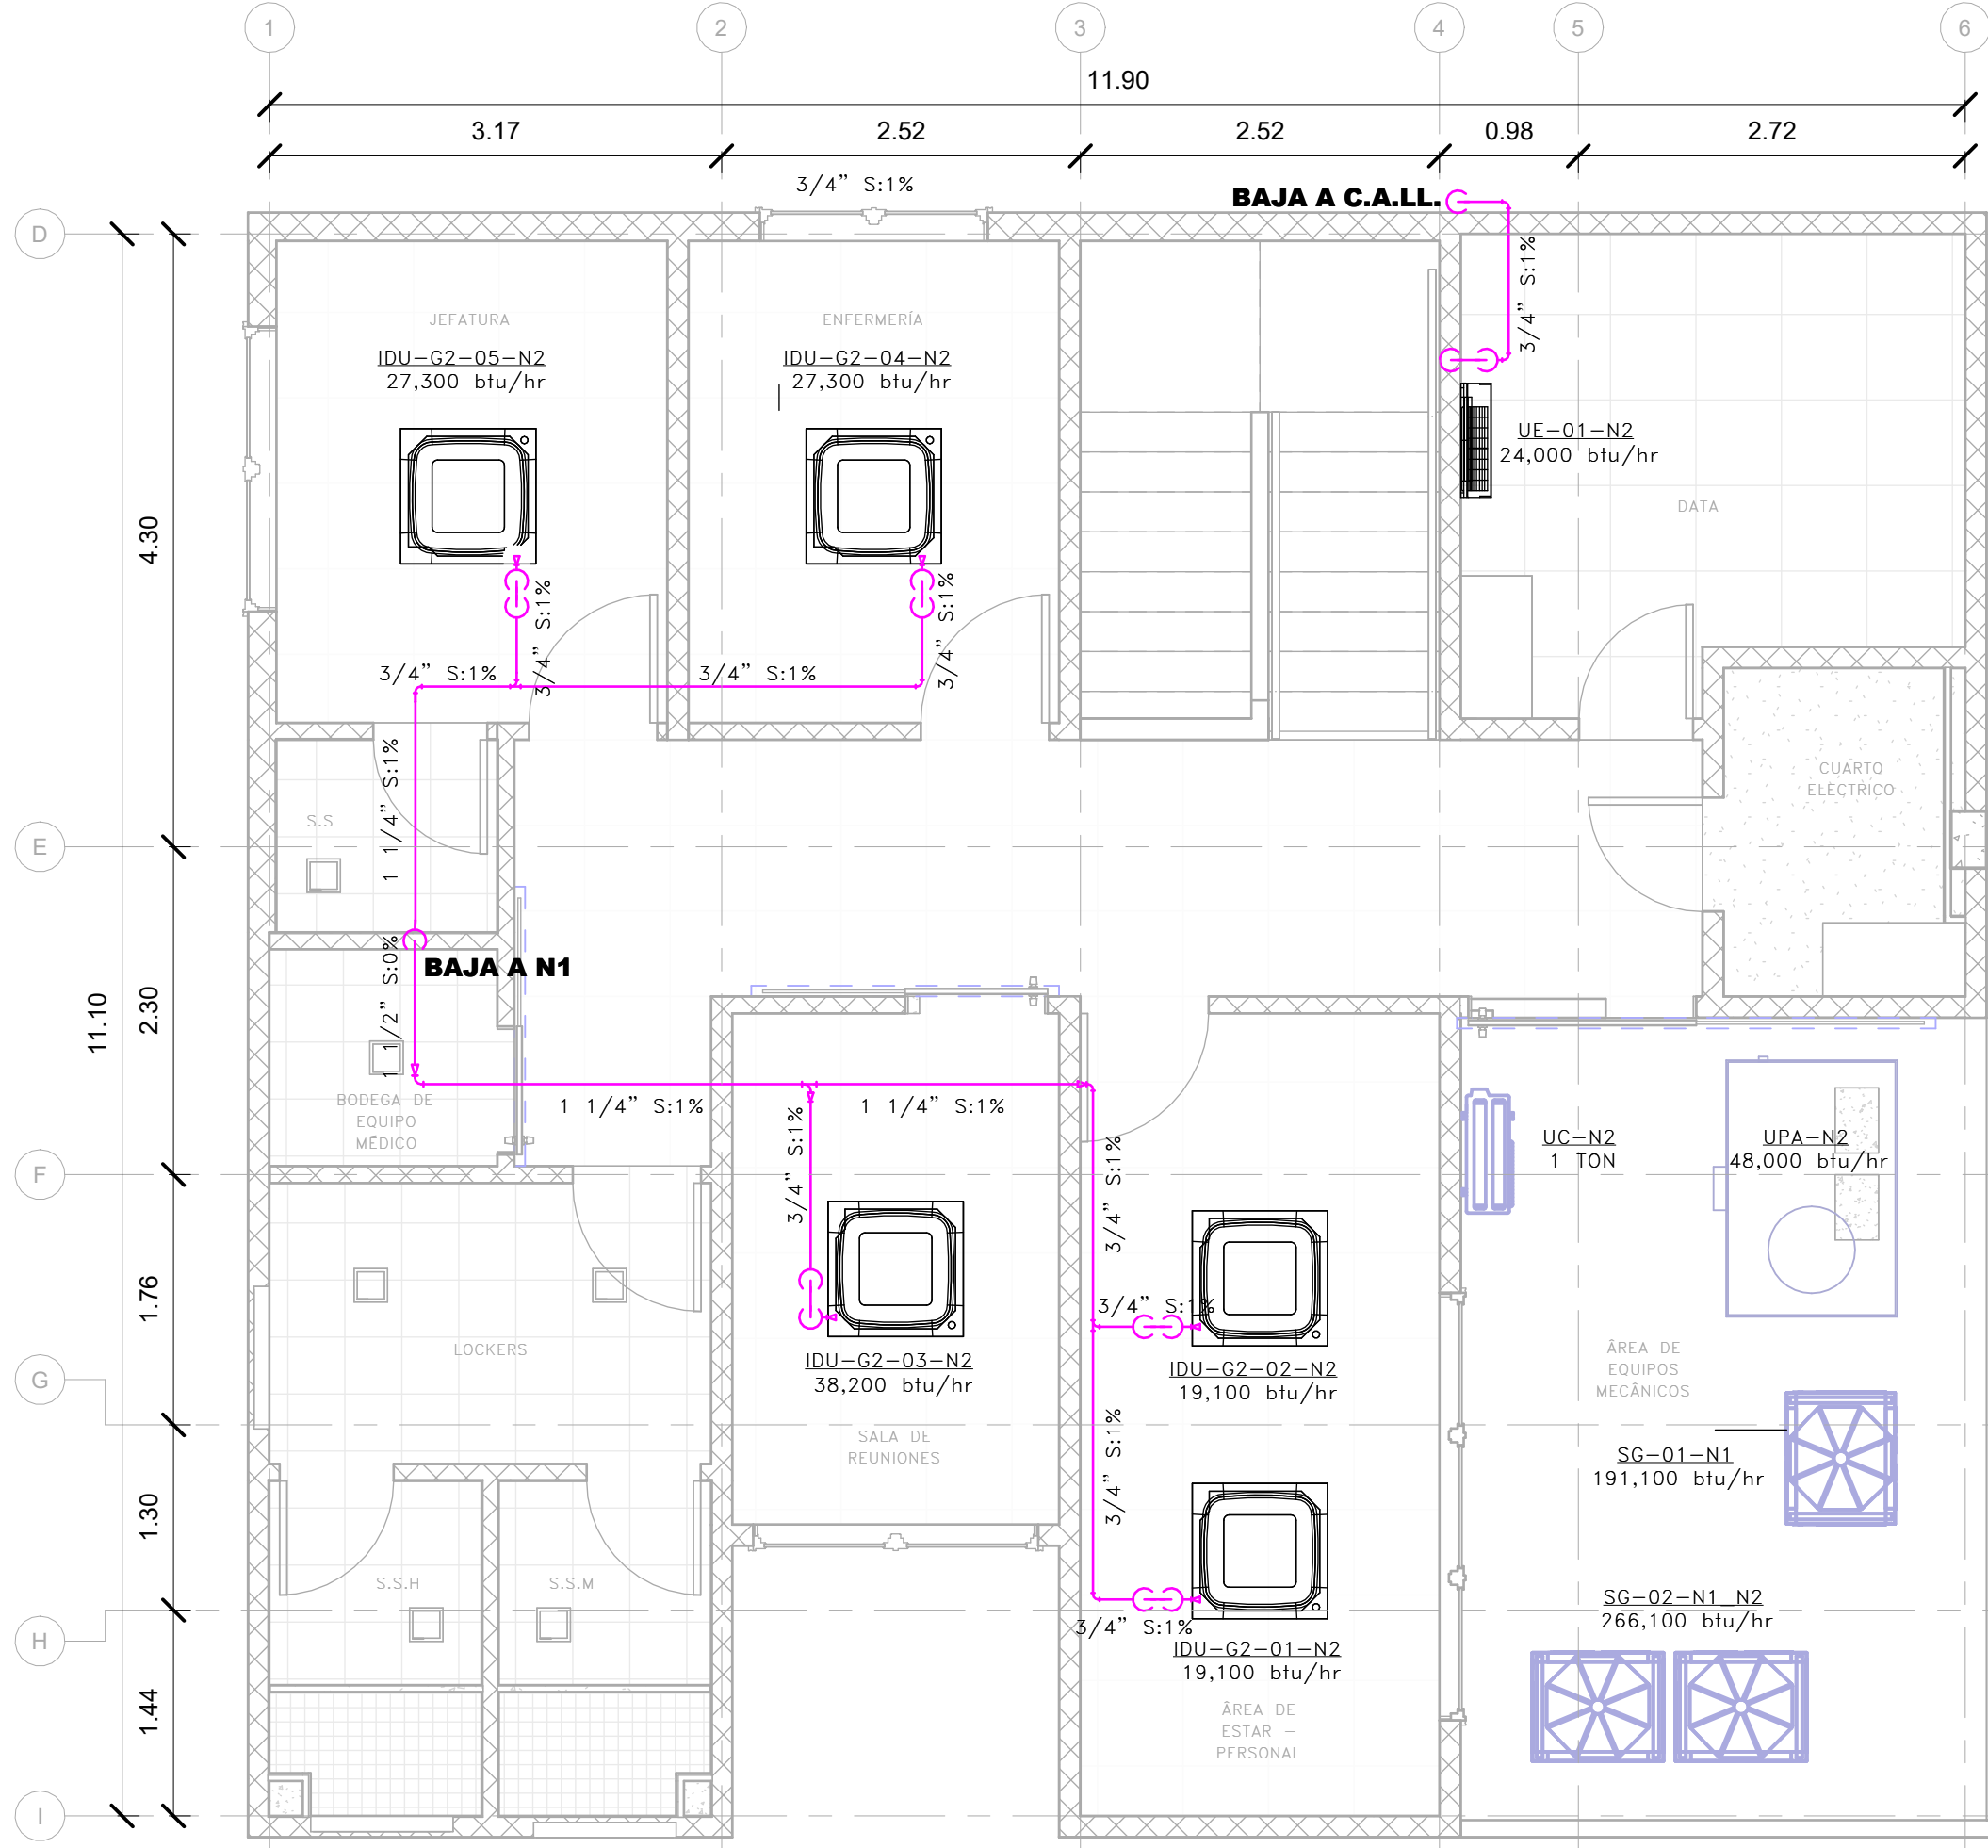 1
2
3
4
5
6
11.90
3.17
2.52
2.52
0.98
2.72
3/4" S:1%
BAJA A C.A.LL.
D
3/4" S:1%
JEFATURA
IDU-G2-05-N2
27,300 btu/hr
ENFERMERÍA
IDU-G2-04-N2
27,300 btu/hr
UE-01-N2
24,000 btu/hr
DATA
4.30
3/4" S:1%
3/4" S:1%
3/4" S:1%
3/4" S:1%
1 1/4" S:1%
S.S
CUARTO
ELECTRICO
E
1 1/2" S:0%
BAJA A N1
11.10
2.30
BODEGA DE
EQUIPO
MÉDICO
1 1/4" S:1%
1 1/4" S:1%
3/4" S:1%
3/4" S:1%
UC-N2
1 TON
UPA-N2
48,000 btu/hr
F
1.76
3/4" S:1%
LOCKERS
IDU-G2-03-N2
38,200 btu/hr
IDU-G2-02-N2
19,100 btu/hr
ÂREA DE
EQUIPOS
MECÂNICOS
G
SALA DE
REUNIONES
3/4" S:1%
SG-01-N1
191,100 btu/hr
1.30
S.S.H
S.S.M
SG-02-N1_N2
266,100 btu/hr
H
3/4" S:1%
IDU-G2-01-N2
19,100 btu/hr
1.44
ÂREA DE
ESTAR -
PERSONAL
I